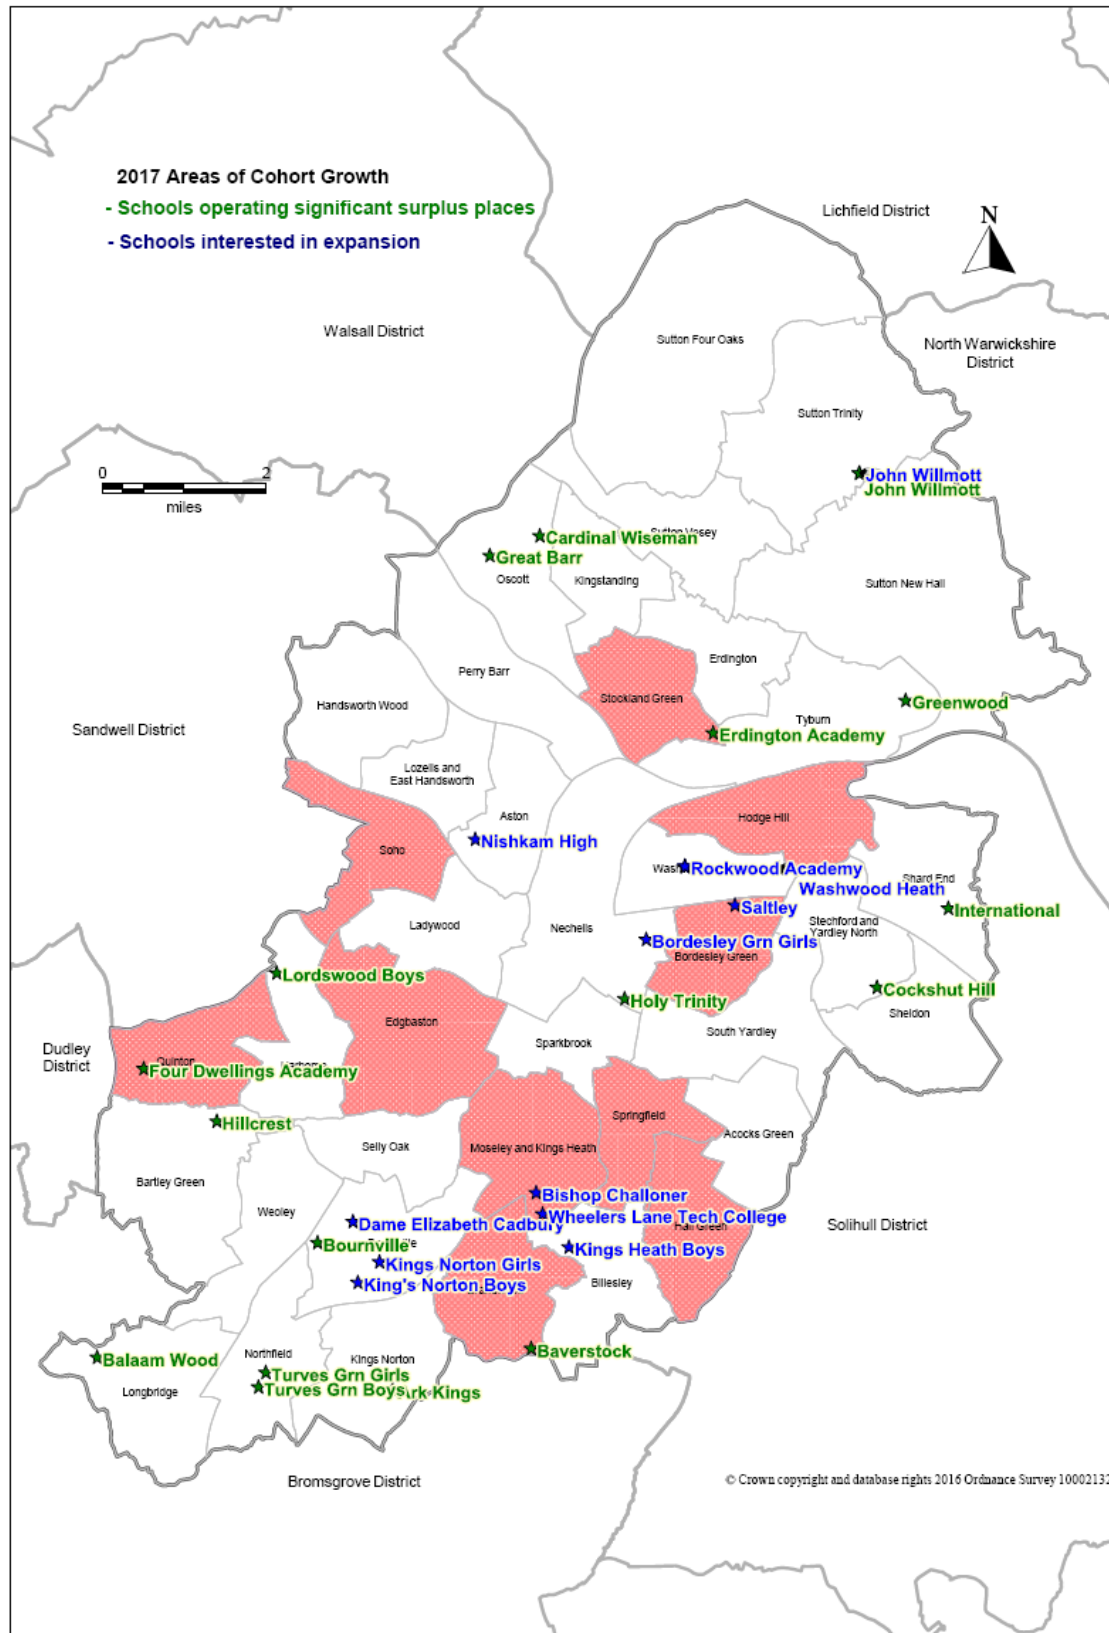 2017 Areas of Cohort Growth
- Schools operating significant surplus places
- Schools interested in expansion
Lichfield District
N
Walsall District
Sutton Four Oaks
North Warwickshire
District
Sutton Trinity
0 2
miles
John Willmott
John Willmott
Sutton Vesey
Cardinal Wiseman
Great Barr
Oscott
Kingstanding
Sutton New Hall
Erdington
Perry Barr
Stockland Green
Handsworth Wood
Greenwood
Tyburn
Sandwell District
Erdington Academy
Lozells and
East Handsworth
Aston
Hodge Hill
Nishkam High
Soho
Rockwood Academy
Shard End
Washwood Heath
Saltley
International
Ladywood
Nechells
Stechford and
Yardley North
Bordesley Grn Girls
Bordesley Green
Lordswood Boys
Cockshut Hill
Holy Trinity
Sheldon
Edgbaston
South Yardley
Sparkbrook
Dudley
District
Quinton
Four Dwellings Academy
Springfield
Hillcrest
Acocks Green
Selly Oak
Moseley and Kings Heath
Bartley Green
Bishop Challoner
Weoley
Wheelers Lane Tech College
Dame Elizabeth Cadbury
Hall Green
Solihull District
Bournville
Kings Heath Boys
Kings Norton Girls
King's Norton Boys
Billesley
Baverstock
Balaam Wood
Northfield
Kings Norton
Turves Grn Girls
Turves Grn Boys
Ark Kings
Longbridge
Bromsgrove District
© Crown copyright and database rights 2016 Ordnance Survey 10002132